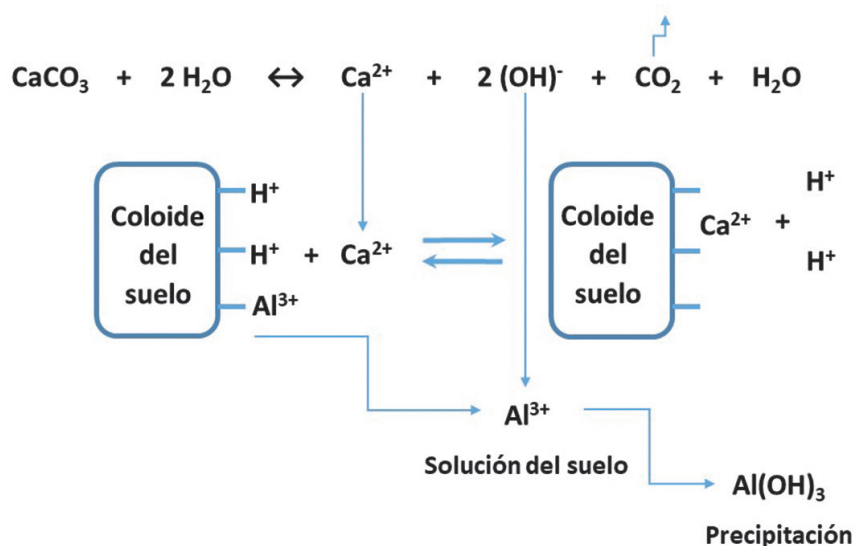 CaCO₃ + 2 H₂O ↔ Ca²⁺ + 2 (OH)⁻ + CO₂ + H₂O
Coloide
del
suelo
H⁺
H⁺ + Ca²⁺
Al³⁺
Coloide
del
suelo
Ca²⁺ +
H⁺
H⁺
Al³⁺
Solución del suelo
Al(OH)₃
Precipitación